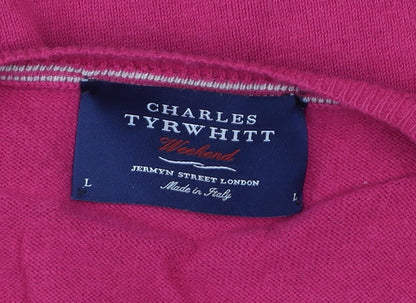 CHARLES
TYRWHITT
Weekend
JERMYN STREET LONDON
Made in Italy
L L